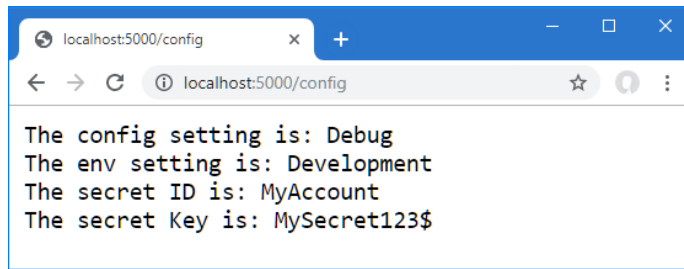 localhost:5000/config
localhost:5000/config
The config setting is: Debug
The env setting is: Development
The secret ID is: MyAccount
The secret Key is: MySecret123$